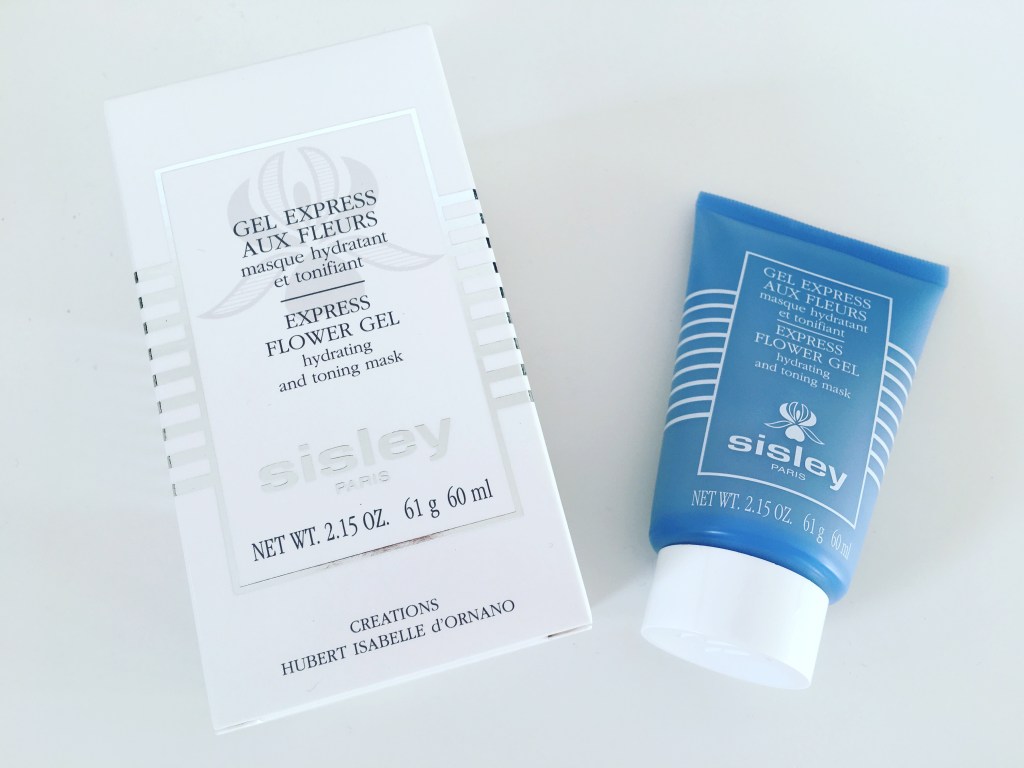 GEL EXPRESS
AUX FLEURS
masque hydratant
et tonifiant
EXPRESS
FLOWER GEL
hydrating
and toning mask
sisley
PARIS
NET WT. 2.15 OZ. 61 g 60 ml
CREATIONS
HUBERT ISABELLE d'ORNANO
GEL EXPRESS
AUX FLEURS
masque hydratant
et tonifiant
EXPRESS
FLOWER GEL
hydrating
and toning mask
sisley
PARIS
NET WT. 2.15 OZ. 61 g 60 ml